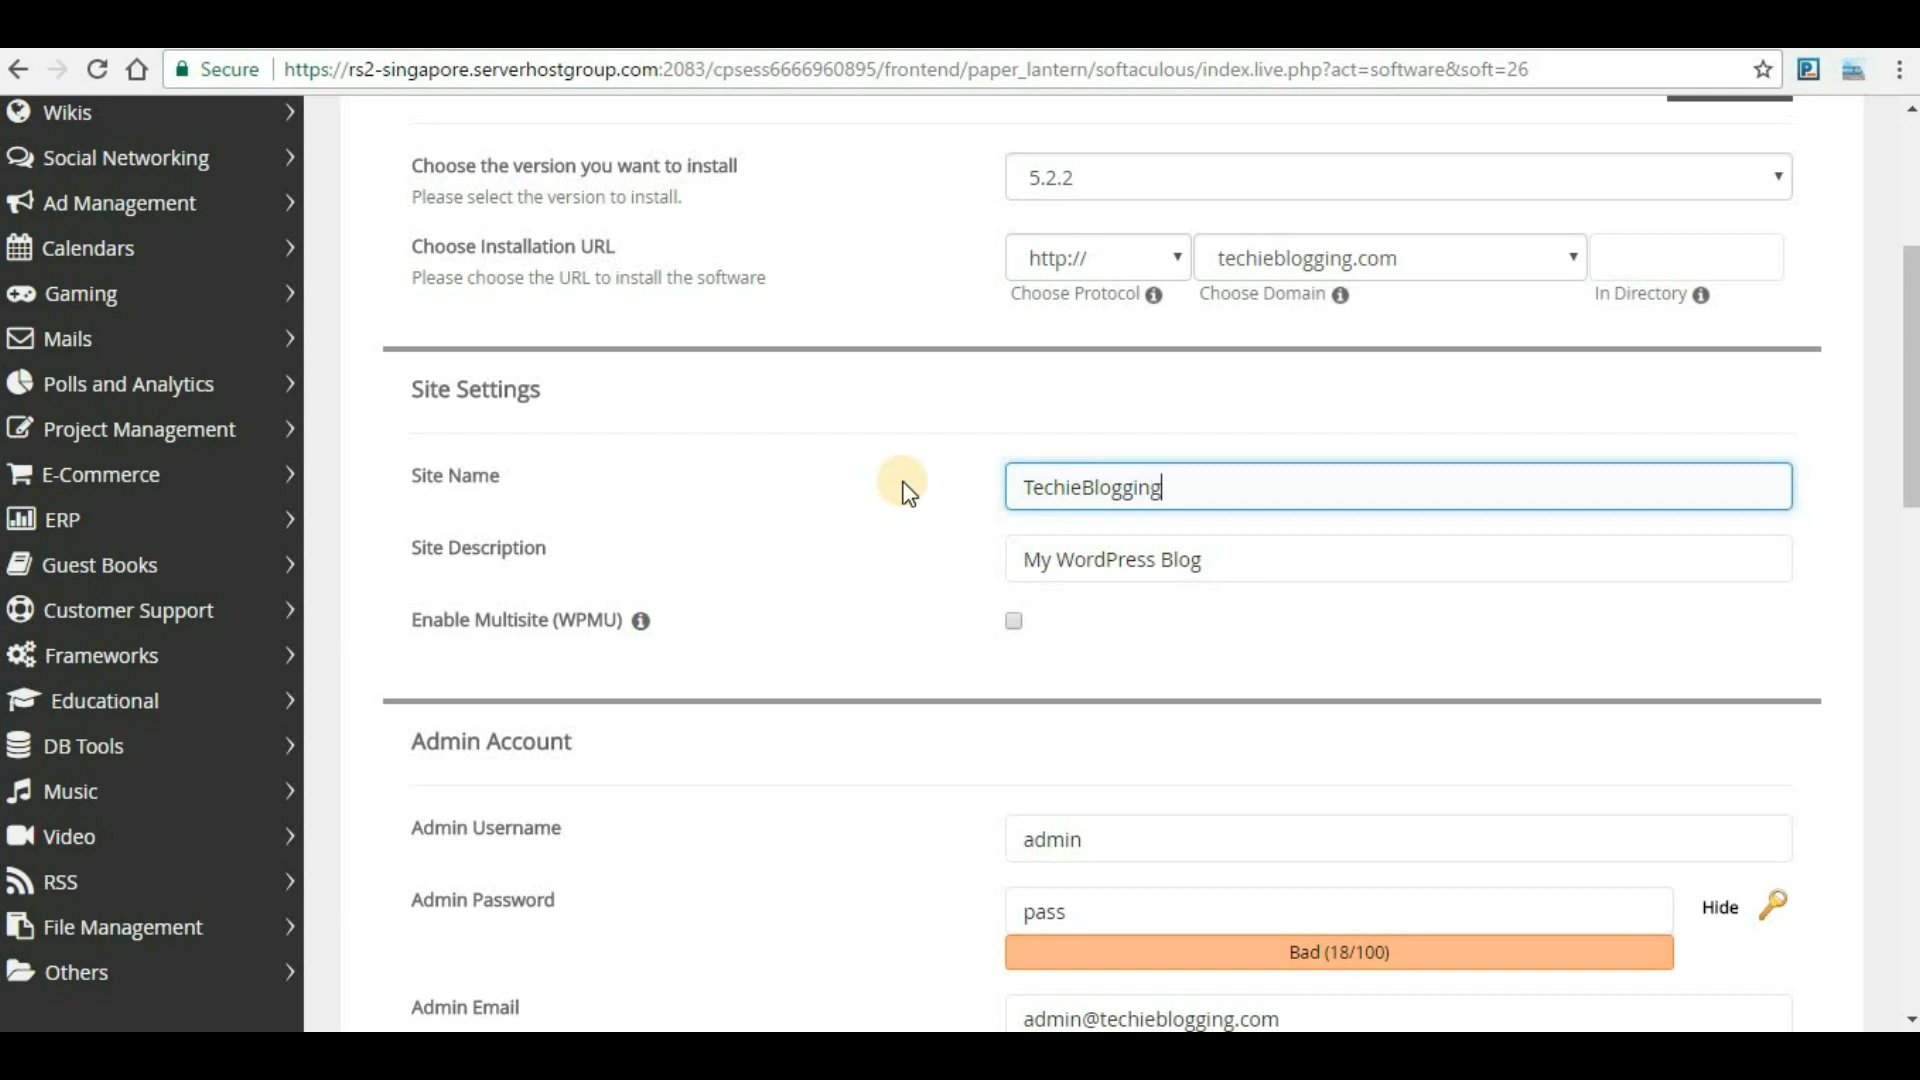 Secure https://rs2-singapore.serverhostgroup.com:2083/cpsess6666960895/frontend/paper_lantern/softaculous/index.live.php?act=software&soft=26
Wikis
Social Networking
Ad Management
Calendars
Gaming
Mails
Polls and Analytics
Project Management
E-Commerce
ERP
Guest Books
Customer Support
Frameworks
Educational
DB Tools
Music
Video
RSS
File Management
Others
Choose the version you want to install
Please select the version to install.
5.2.2
Choose Installation URL
Please choose the URL to install the software
http:// techieblogging.com
Choose Protocol Choose Domain In Directory
Site Settings
Site Name
TechieBlogging
Site Description
My WordPress Blog
Enable Multisite (WPMU)
Admin Account
Admin Username
admin
Admin Password
pass
Hide
Bad (18/100)
Admin Email
admin@techieblogging.com